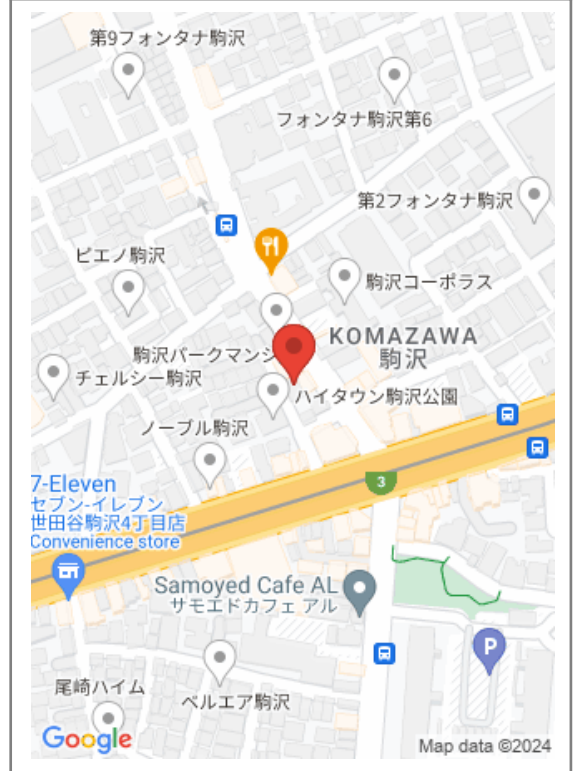 第9フォンタナ駒沢
フォンタナ駒沢第6
第2フォンタナ駒沢
ピエノ駒沢
駒沢コーポラス
KOMAZAWA
駒沢
駒沢パークマンシ
チェルシー駒沢
ハイタウン駒沢公園
ノーブル駒沢
3
7-Eleven
セブン-イレブン
世田谷駒沢4丁目店
Convenience store
Samoyed Cafe AL
サモエドカフェ アル
P
尾崎ハイム
ベルエア駒沢
Google
Map data ©2024